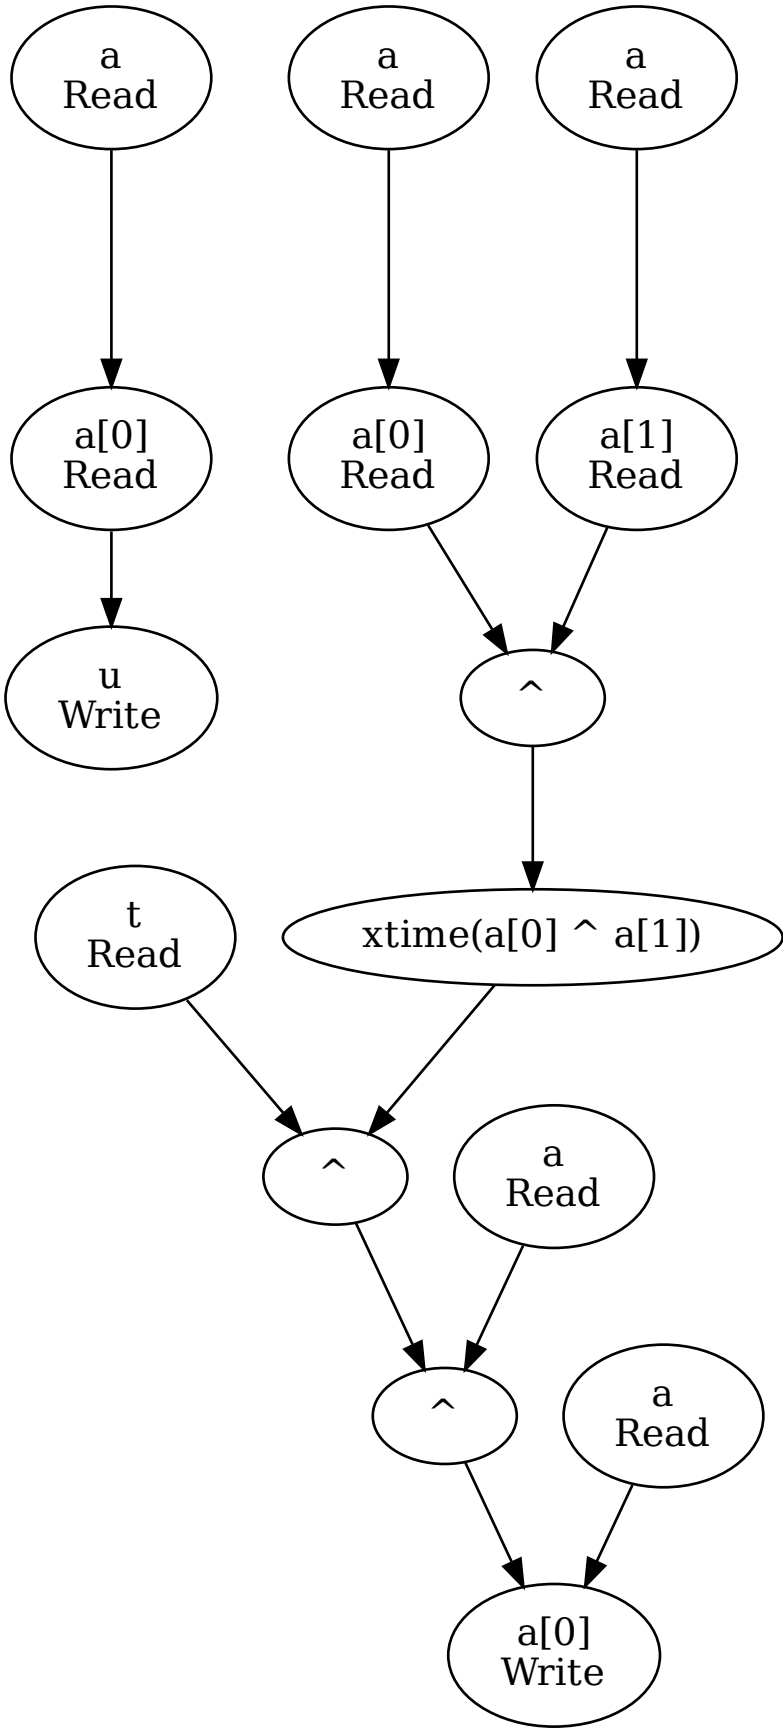 a
Read
a
Read
a
Read
a[0]
Read
a[0]
Read
a[1]
Read
u
Write
^
t
Read
xtime(a[0] ^ a[1])
^
a
Read
^
a
Read
a[0]
Write